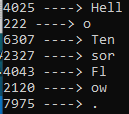 4025 ----> Hell
222 ----> o
6307 ----> Ten
2327 ----> sor
4043 ----> Fl
2120 ----> ow
7975 ----> .